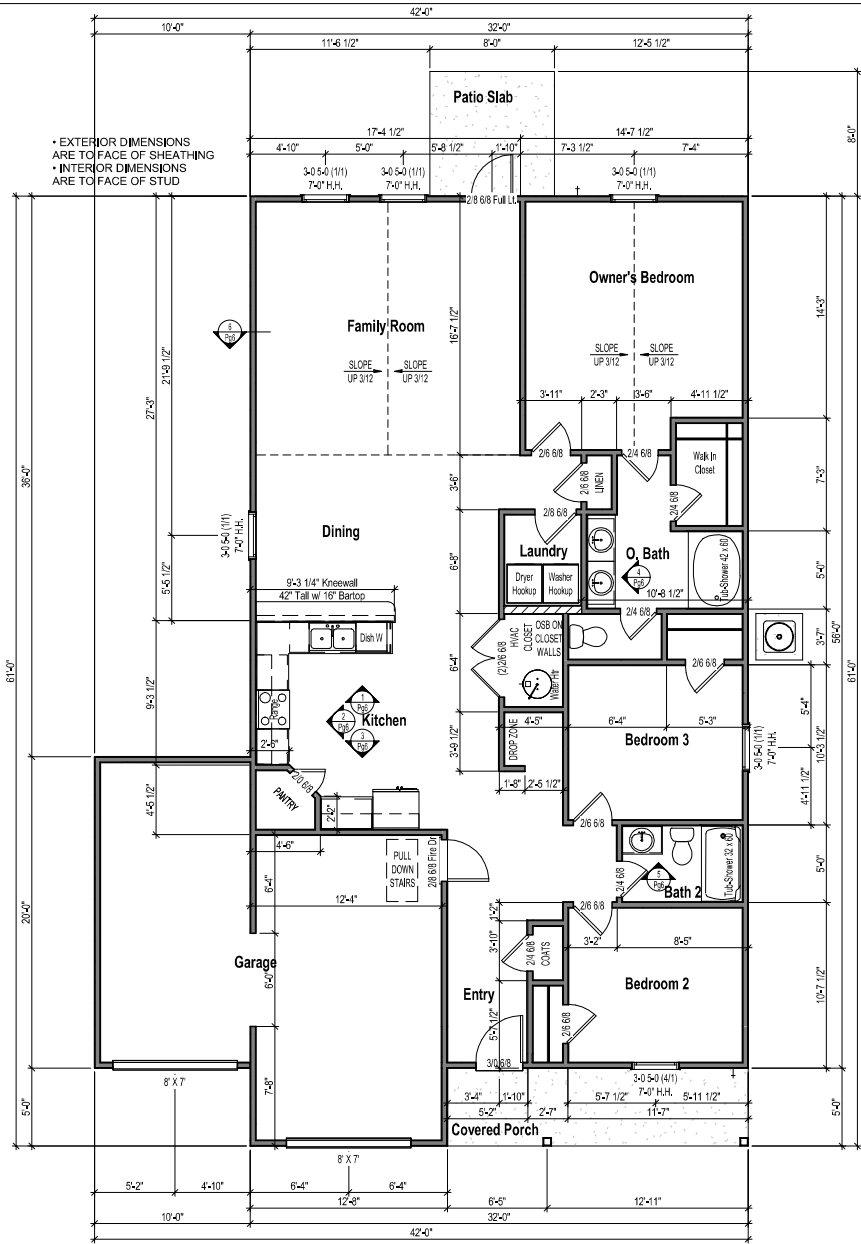 42'-0"
10'-0"
32'-0"
11'-6 1/2"
8'-0"
12'-5 1/2"
Patio Slab
8'-0"
• EXTERIOR DIMENSIONS
ARE TO FACE OF SHEATHING
• INTERIOR DIMENSIONS
ARE TO FACE OF STUD
17'-4 1/2"
14'-7 1/2"
4'-10"
5'-0"
5'-8 1/2"
1'-10"
7'-3 1/2"
7'-4"
3-0 5-0 (1/1)
7'-0" H.H.
3-0 5-0 (1/1)
7'-0" H.H.
3-0 5-0 (1/1)
7'-0" H.H.
2/8 6/8 Full Lt.
Owner's Bedroom
Family Room
16'-7 1/2"
14'-3"
6
Pg6
21'-9 1/2"
27'-3"
36'-0"
61'-0"
SLOPE
UP 3/12
SLOPE
UP 3/12
SLOPE
UP 3/12
SLOPE
UP 3/12
3'-11"
2'-3"
3'-6"
4'-11 1/2"
2/6 6/8
2/4 6/8
Walk In
Closet
2/6 6/8
LINEN
2/4 6/8
7'-3"
3'-6"
2/8 6/8
3-0 5-0 (1/1)
7'-0" H.H.
Dining
Laundry
O. Bath
4
Pg6
Tub-Shower 42 x 60
5'-0"
6'-8"
5'-5 1/2"
9'-3 1/4" Kneewall
42" Tall w/ 16" Bartop
Dryer
Hookup
Washer
Hookup
10'-8 1/2"
2/4 6/8
Dish W
(2)2/6 6/8
HVAC
CLOSET
OSB ON
CLOSET
WALLS
Water Htr
3'-7"
56'-0"
61'-0"
6'-4"
2/6 6/8
9'-3 1/2"
Range
1
Pg6
2
Pg6
3
Pg6
Kitchen
2'-6"
3'-9 1/2"
DROP ZONE
4'-5"
6'-4"
5'-3"
Bedroom 3
5'-4"
10'-3 1/2"
4'-11 1/2"
3-0 5-0 (1/1)
7'-0" H.H.
1'-8"
2'-5 1/2"
PANTRY
2/0 6/8
2'-2"
4'-5 1/2"
4'-6"
2/6 6/8
PULL
DOWN
STAIRS
2/8 6/8 Fire Dr
6'-4"
12'-4"
2/4 6/8
5
Pg6
Bath 2
Tub-Shower 32 x 60
5'-0"
20'-0"
2/6 6/8
1'-2"
3'-2"
8'-5"
3'-10"
2/4 6/8
COATS
Garage
6'-0"
Entry
Bedroom 2
10'-7 1/2"
5'-7 1/2"
2/6 6/8
3/0 6/8
3-0 5-0 (4/1)
7'-0" H.H.
8' X 7'
7'-8"
5'-0"
3'-4"
1'-10"
5'-7 1/2"
5'-11 1/2"
5'-2"
2'-7"
11'-7"
5'-0"
Covered Porch
8' X 7'
5'-2"
4'-10"
6'-4"
6'-4"
12'-8"
6'-5"
12'-11"
10'-0"
32'-0"
42'-0"